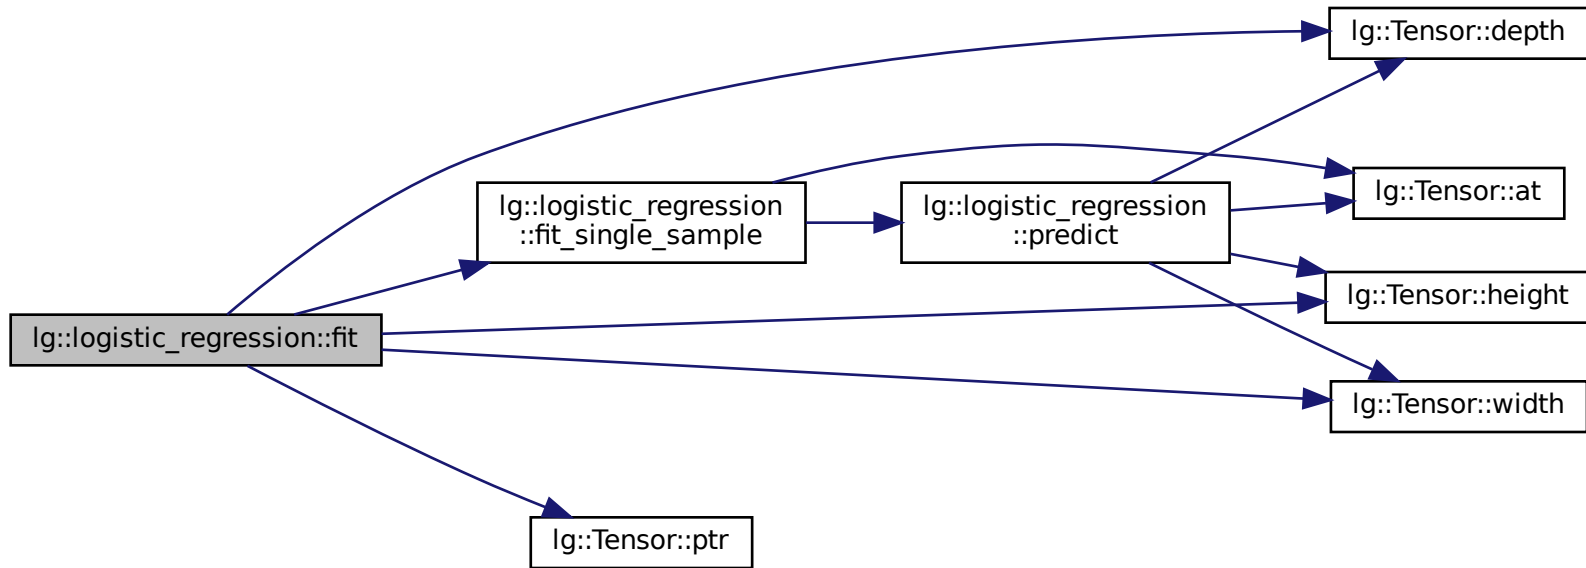 lg::Tensor::depth
lg::logistic_regression
::fit_single_sample
lg::logistic_regression
::predict
lg::Tensor::at
lg::Tensor::height
lg::logistic_regression::fit
lg::Tensor::width
lg::Tensor::ptr